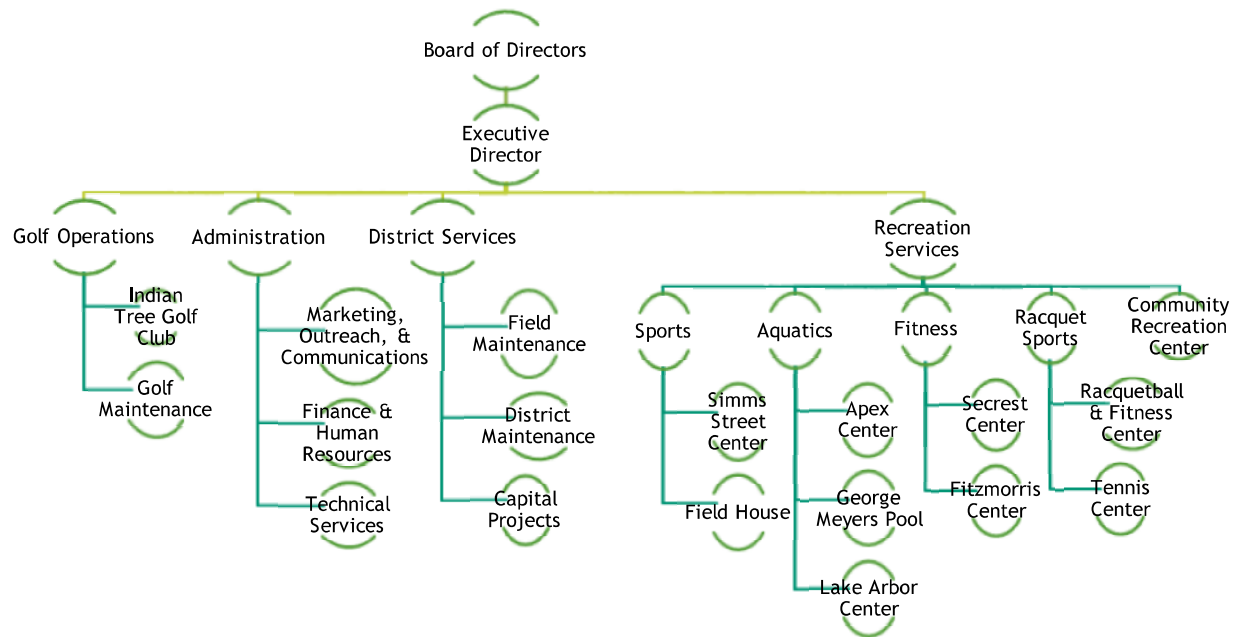 Board of Directors
Executive
Director
Golf Operations
Administration
District Services
Recreation
Services
Indian
Tree Golf
Club
Golf
Maintenance
Marketing,
Outreach, &
Communications
Finance &
Human
Resources
Technical
Services
Field
Maintenance
District
Maintenance
Capital
Projects
Sports
Simms
Street
Center
Field House
Aquatics
Apex
Center
George
Meyers Pool
Lake Arbor
Center
Fitness
Secrest
Center
Fitzmorris
Center
Racquet
Sports
Racquetball
& Fitness
Center
Tennis
Center
Community
Recreation
Center